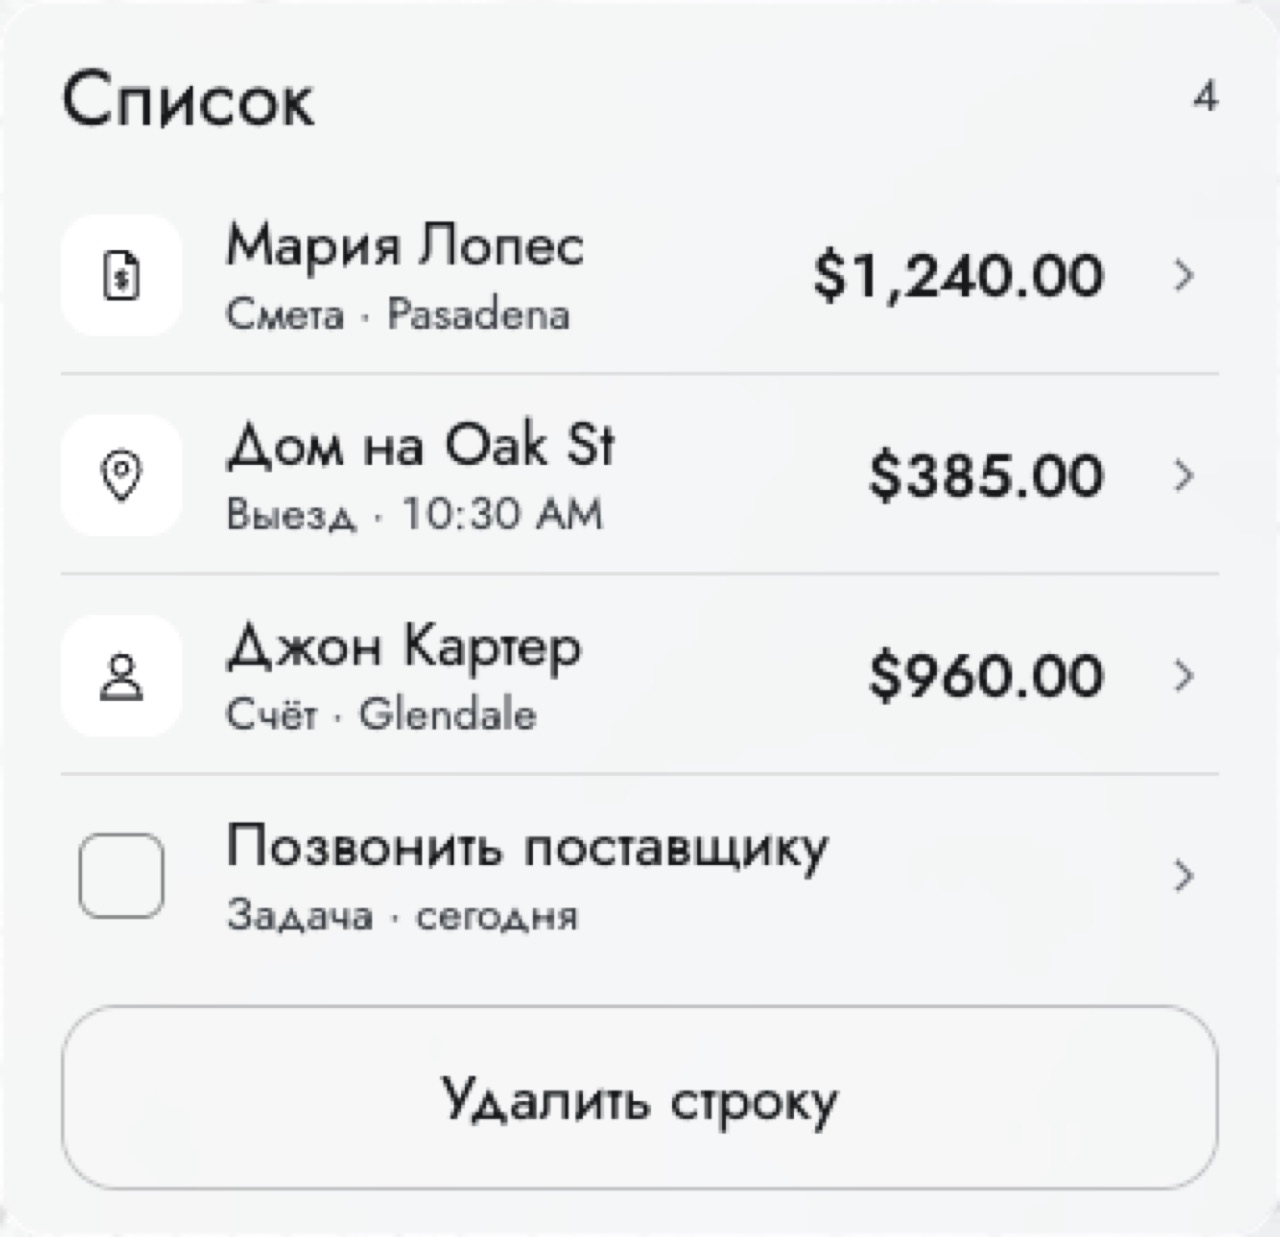 Список
4
Мария Лопес
Смета · Pasadena
$1,240.00
Дом на Oak St
Выезд · 10:30 AM
$385.00
Джон Картер
Счёт · Glendale
$960.00
Позвонить поставщику
Задача · сегодня
Удалить строку